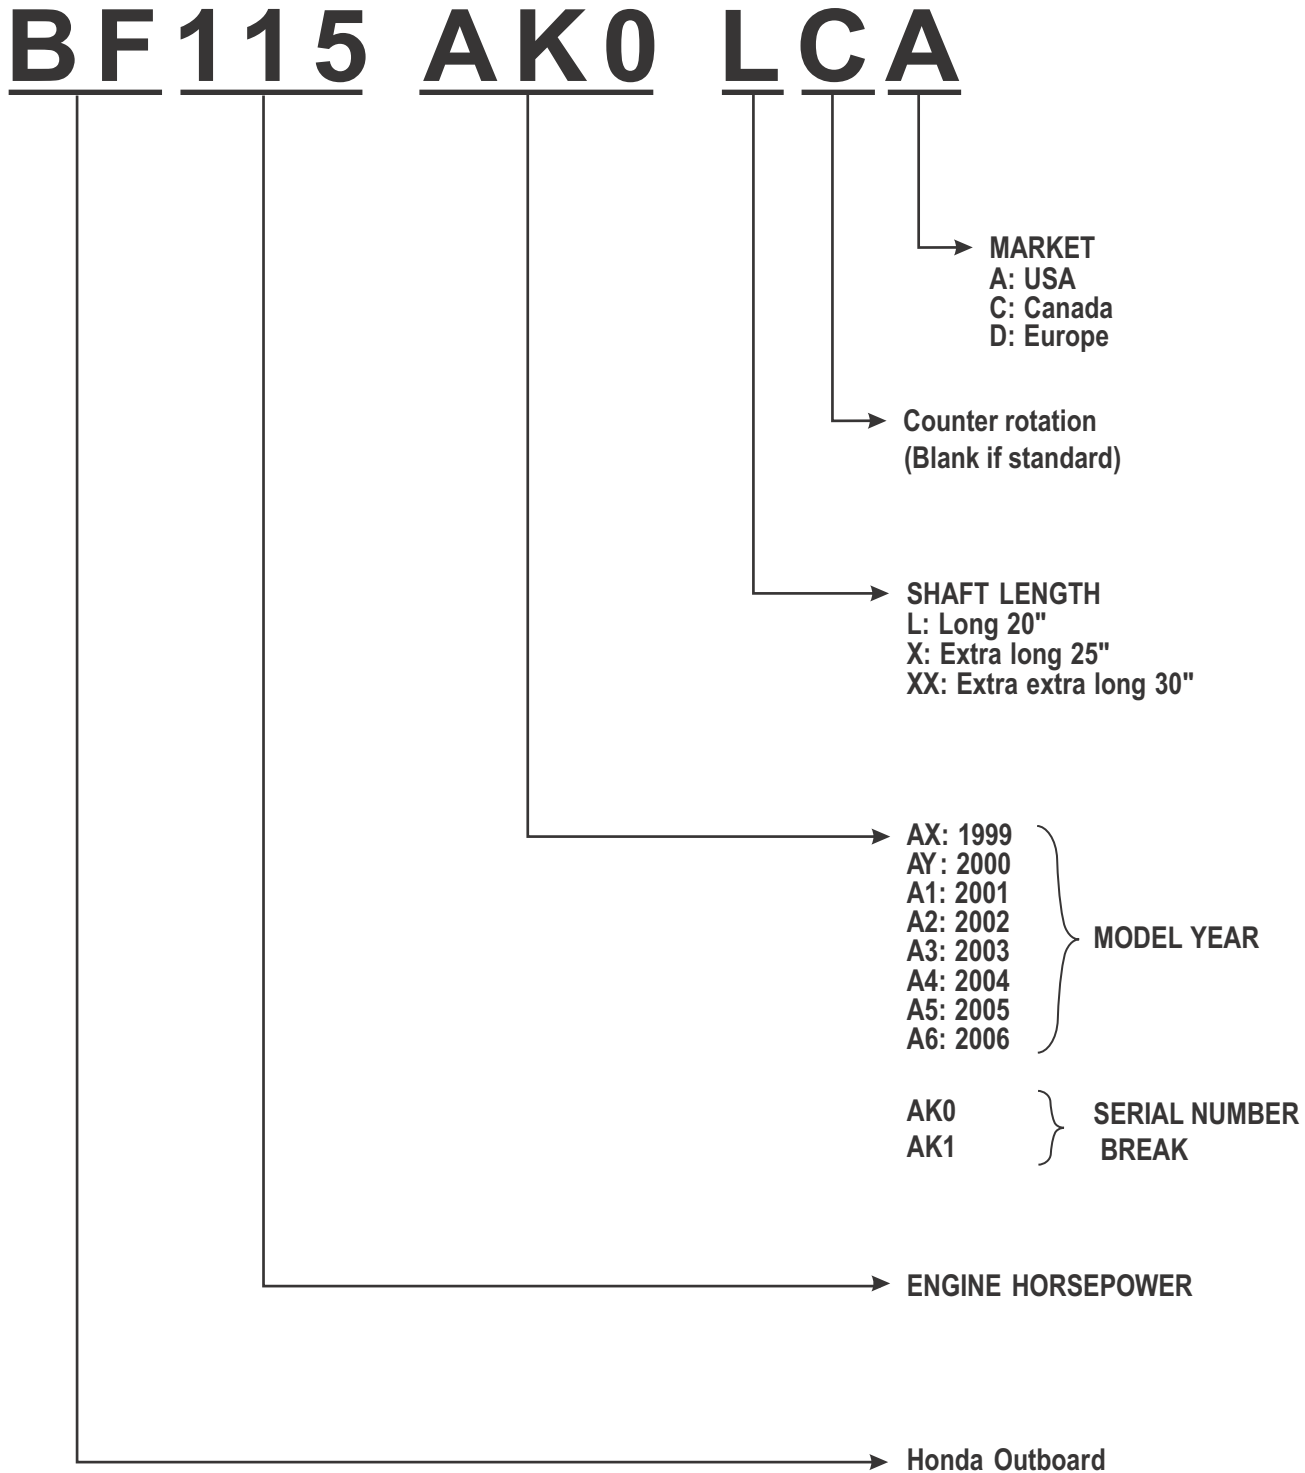 BF115 AK0 LCA
MARKET
A: USA
C: Canada
D: Europe
Counter rotation
(Blank if standard)
SHAFT LENGTH
L: Long 20"
X: Extra long 25"
XX: Extra extra long 30"
AX: 1999
AY: 2000
A1: 2001
A2: 2002
A3: 2003
A4: 2004
A5: 2005
A6: 2006
MODEL YEAR
AK0
AK1
SERIAL NUMBER
BREAK
ENGINE HORSEPOWER
Honda Outboard